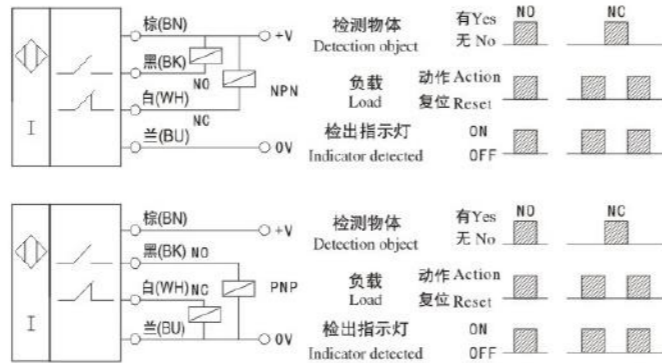 棕(BN) +V 检测物体 有Yes NO NC
Detection object 无 No
黑(BK)
NO 负载 动作 Action
白(WH) NPN Load 复位 Reset
NC
检出指示灯 ON
I 兰(BU) 0V Indicator detected OFF
棕(BN) +V 检测物体 有Yes NO NC
Detection object 无 No
黑(BK) NO
负载 动作 Action
白(WH) NC PNP Load 复位 Reset
I 检出指示灯 ON
兰(BU) 0V Indicator detected OFF